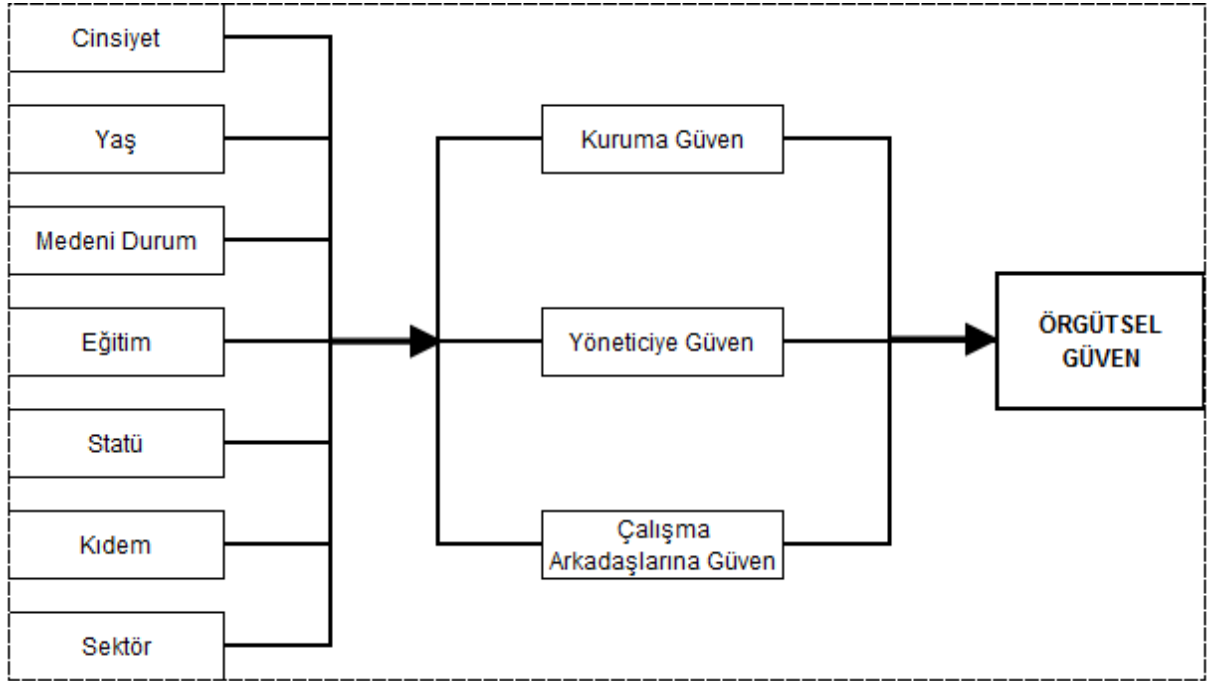 Cinsiyet
Yaş
Medeni Durum
Eğitim
Statü
Kıdem
Sektör
Kuruma Güven
Yöneticiye Güven
Çalışma
Arkadaşlarına Güven
ÖRGÜTSEL
GÜVEN